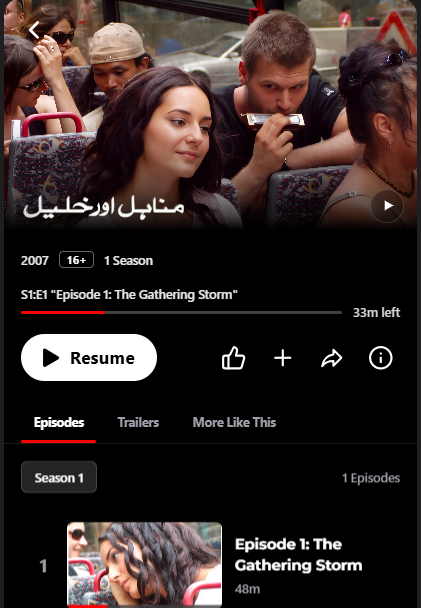 مناہل اور خلیل
2007 16+ 1 Season
S1:E1 "Episode 1: The Gathering Storm"
33m left
Resume
Episodes Trailers More Like This
Season 1 1 Episodes
1
Episode 1: The
Gathering Storm
48m